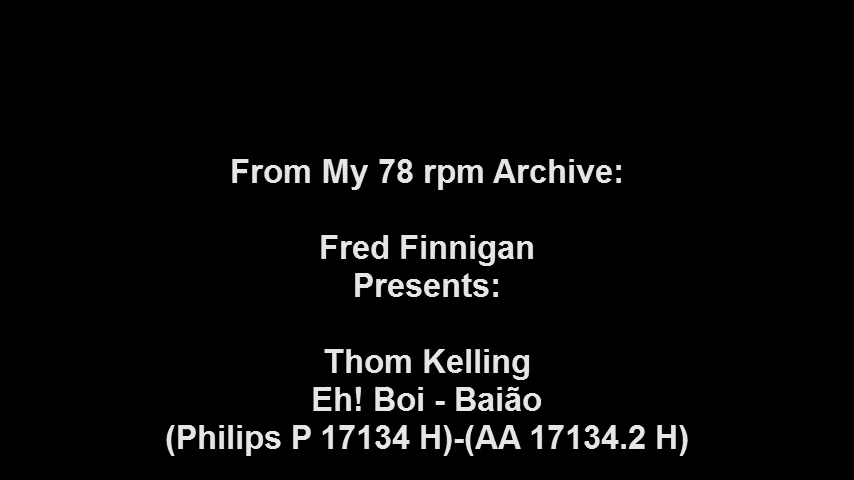 From My 78 rpm Archive:
Fred Finnigan
Presents:
Thom Kelling
Eh! Boi - Baião
(Philips P 17134 H)-(AA 17134.2 H)